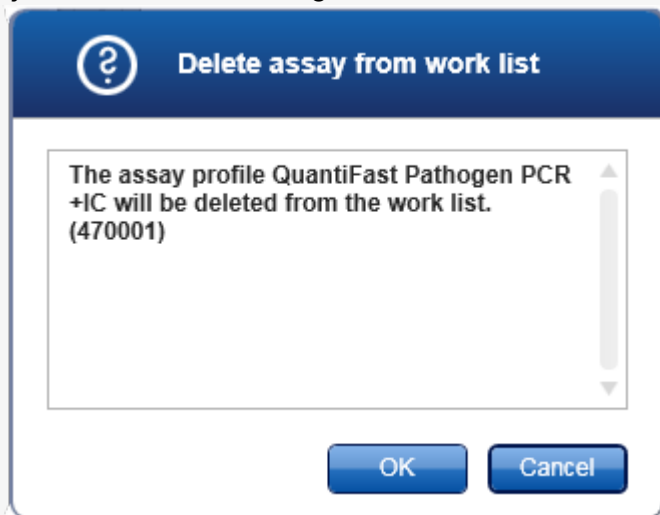 Delete assay from work list
The assay profile QuantiFast Pathogen PCR
+IC will be deleted from the work list.
(470001)
OK
Cancel